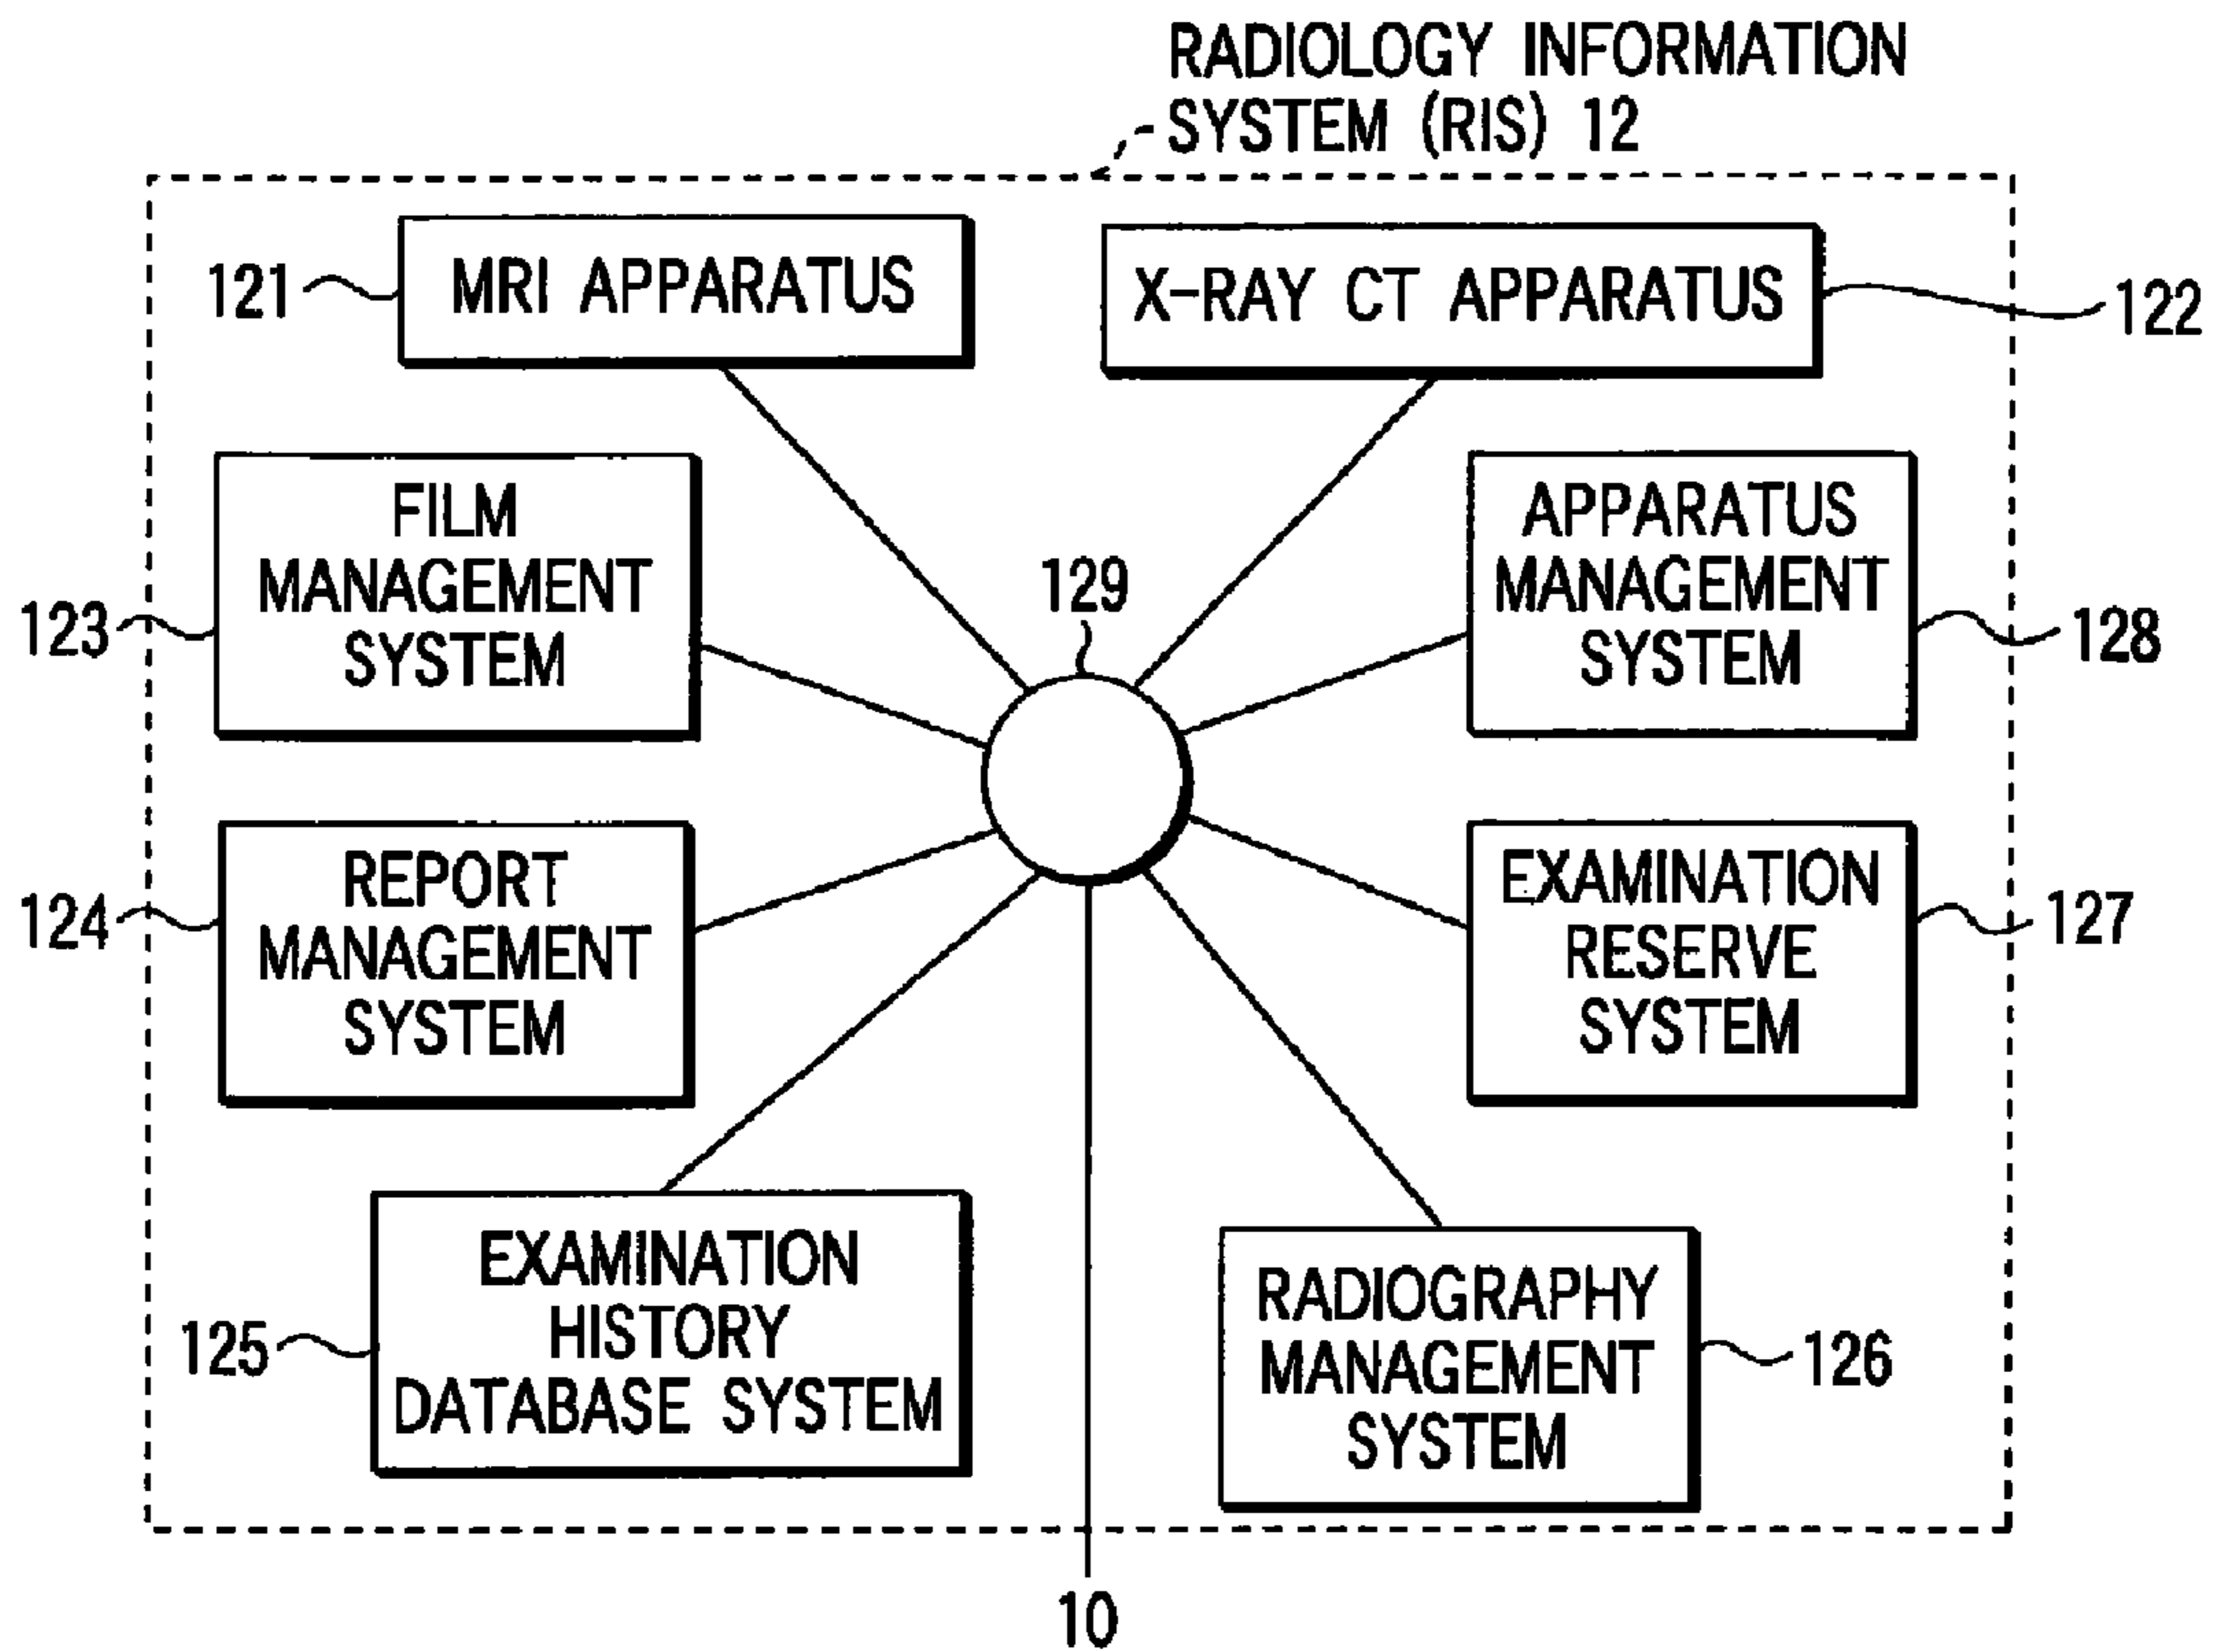 RADIOLOGY INFORMATION
SYSTEM (RIS) 12
121
MRI APPARATUS
X-RAY CT APPARATUS
122
123
FILM
MANAGEMENT
SYSTEM
129
APPARATUS
MANAGEMENT
SYSTEM
128
124
REPORT
MANAGEMENT
SYSTEM
EXAMINATION
RESERVE
SYSTEM
127
125
EXAMINATION
HISTORY
DATABASE SYSTEM
RADIOGRAPHY
MANAGEMENT
SYSTEM
126
10